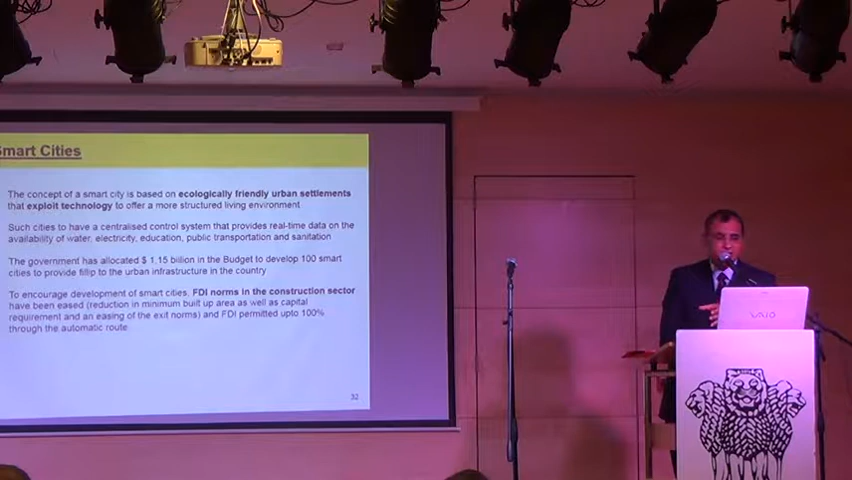 mart Cities
The concept of a smart city is based on ecologically friendly urban settlements
that exploit technology to offer a more structured living environment
Such cities to have a centralised control system that provides real-time data on the
availability of water, electricity, education, public transportation and sanitation
The government has allocated $ 1.15 billion in the Budget to develop 100 smart
cities to provide fillip to the urban infrastructure in the country
To encourage development of smart cities, FDI norms in the construction sector
have been eased (reduction in minimum built up area as well as capital
requirement and an easing of the exit norms) and FDI permitted upto 100%
through the automatic route
32
VAIO